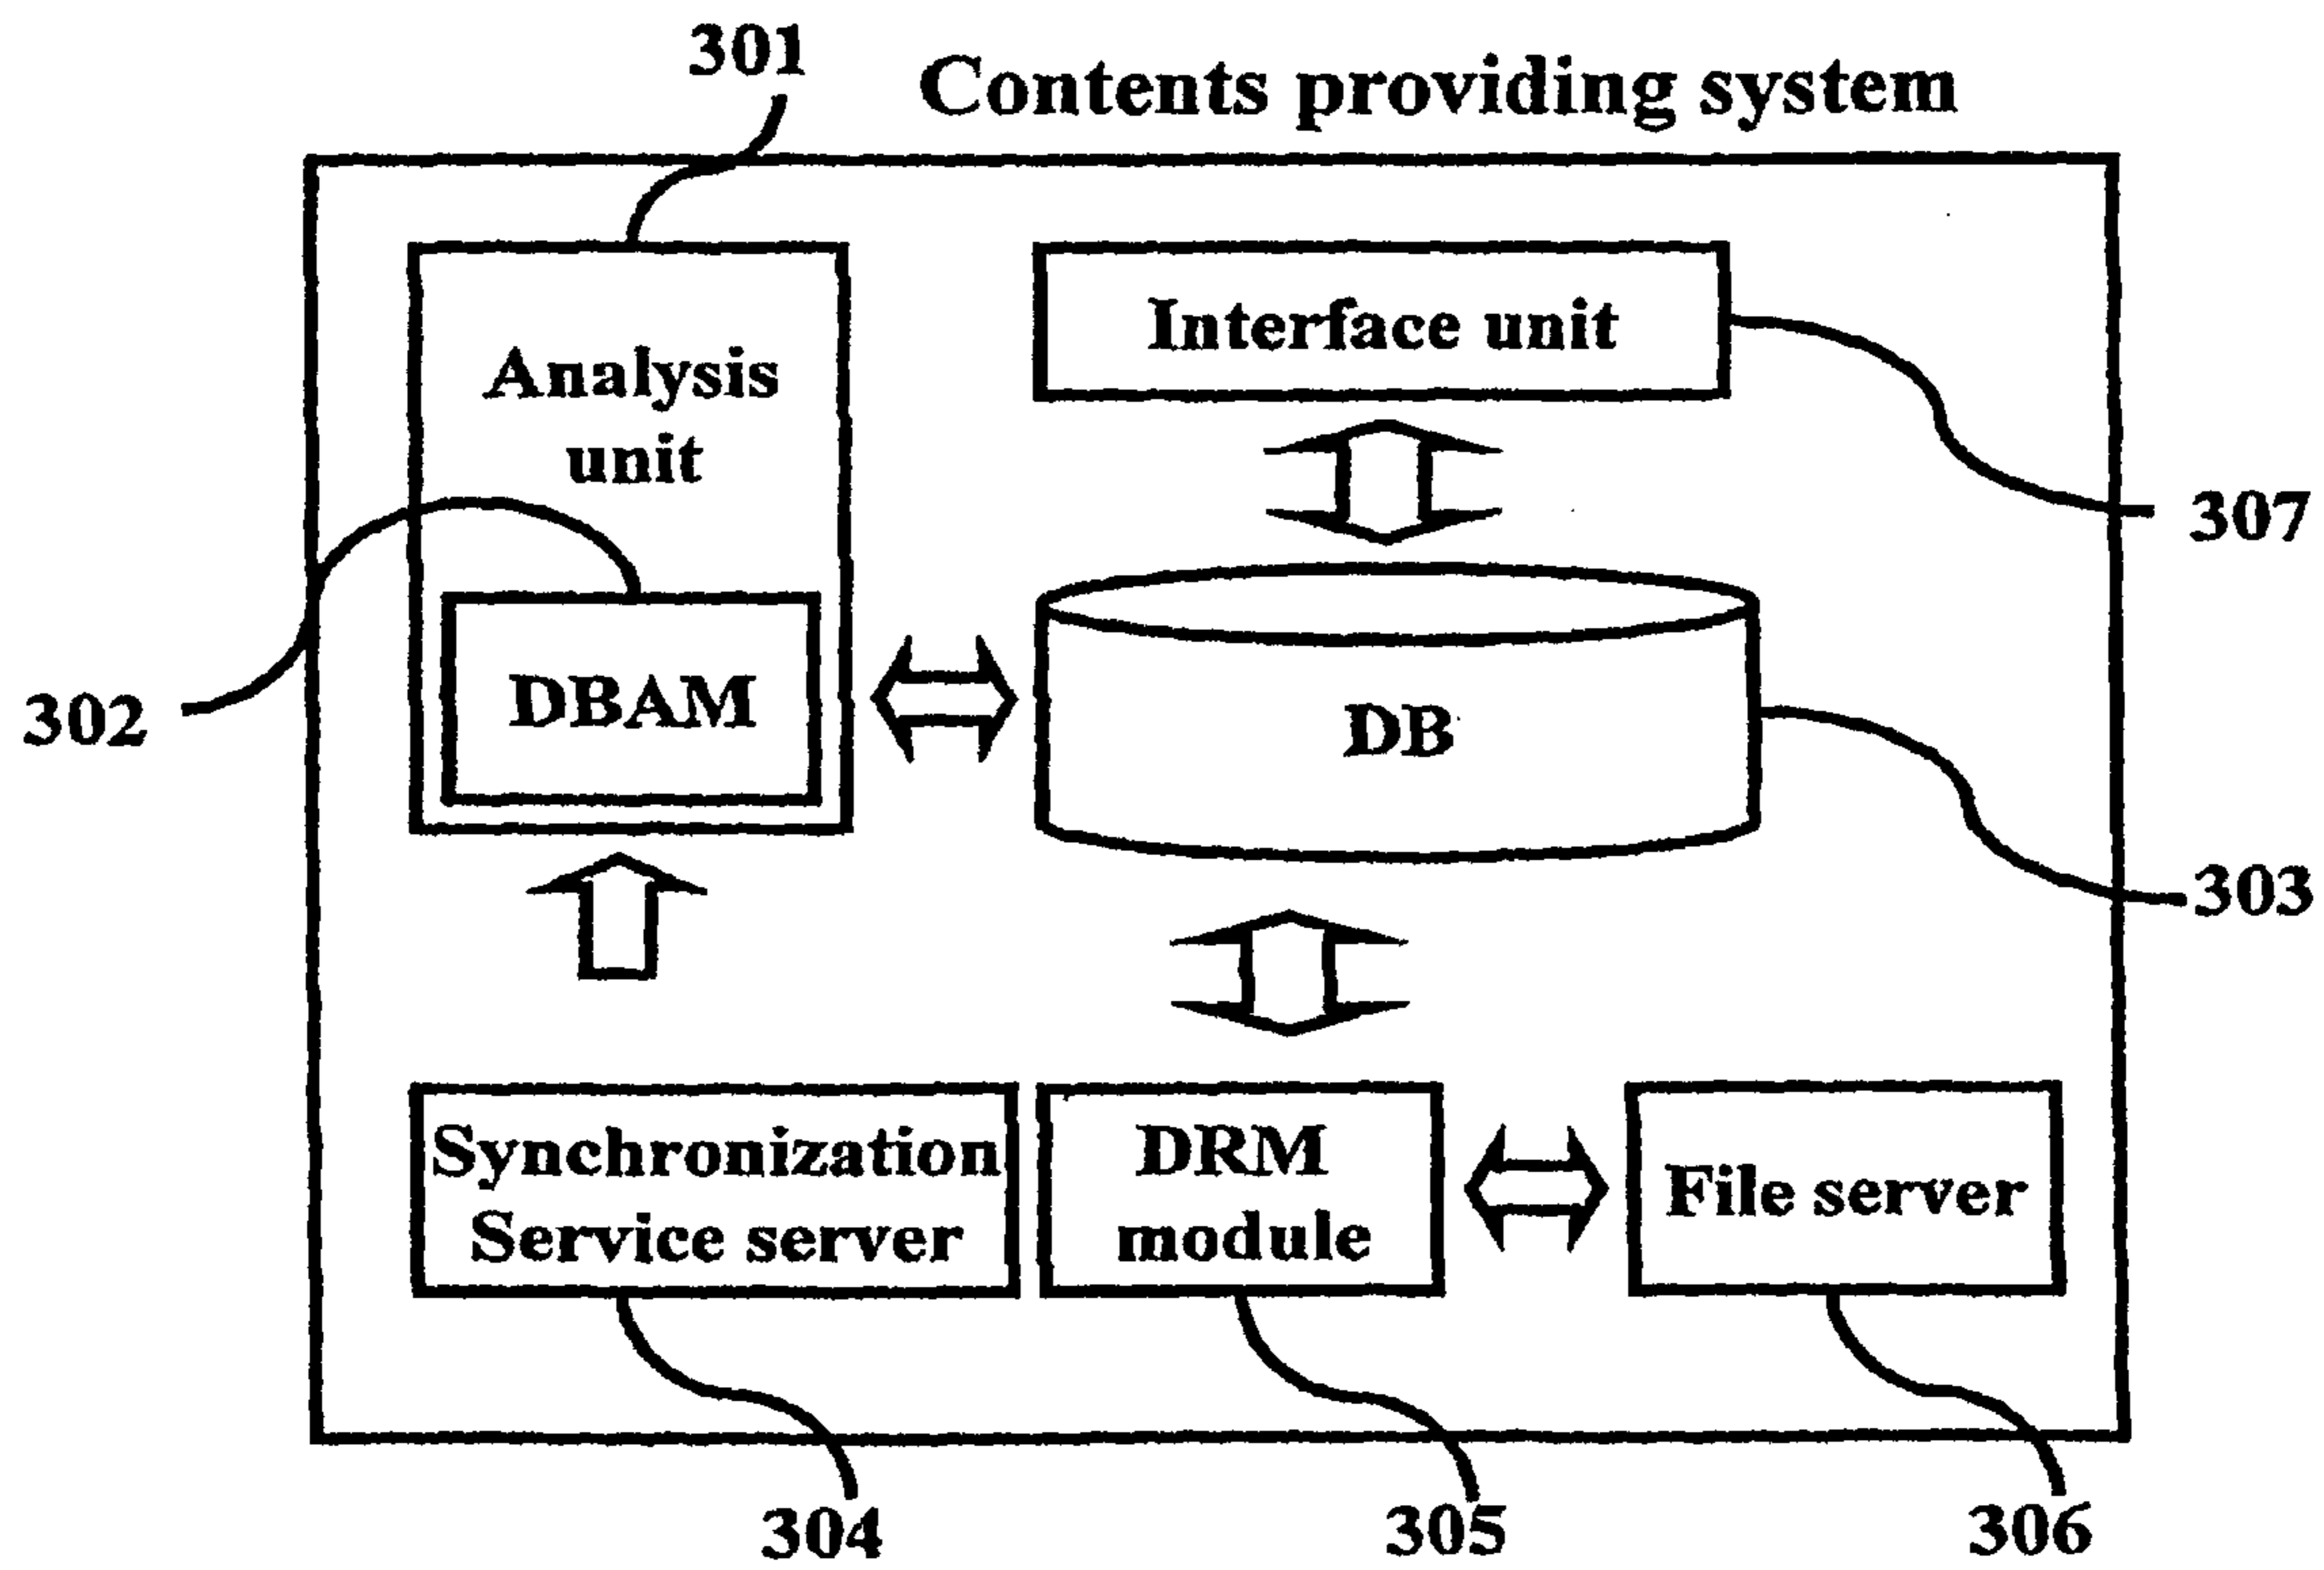 301
Contents providing system
Interface unit
Analysis
unit
307
302
DBAM
DB
303
Synchronization
Service server
DRM
module
File server
304
305
306